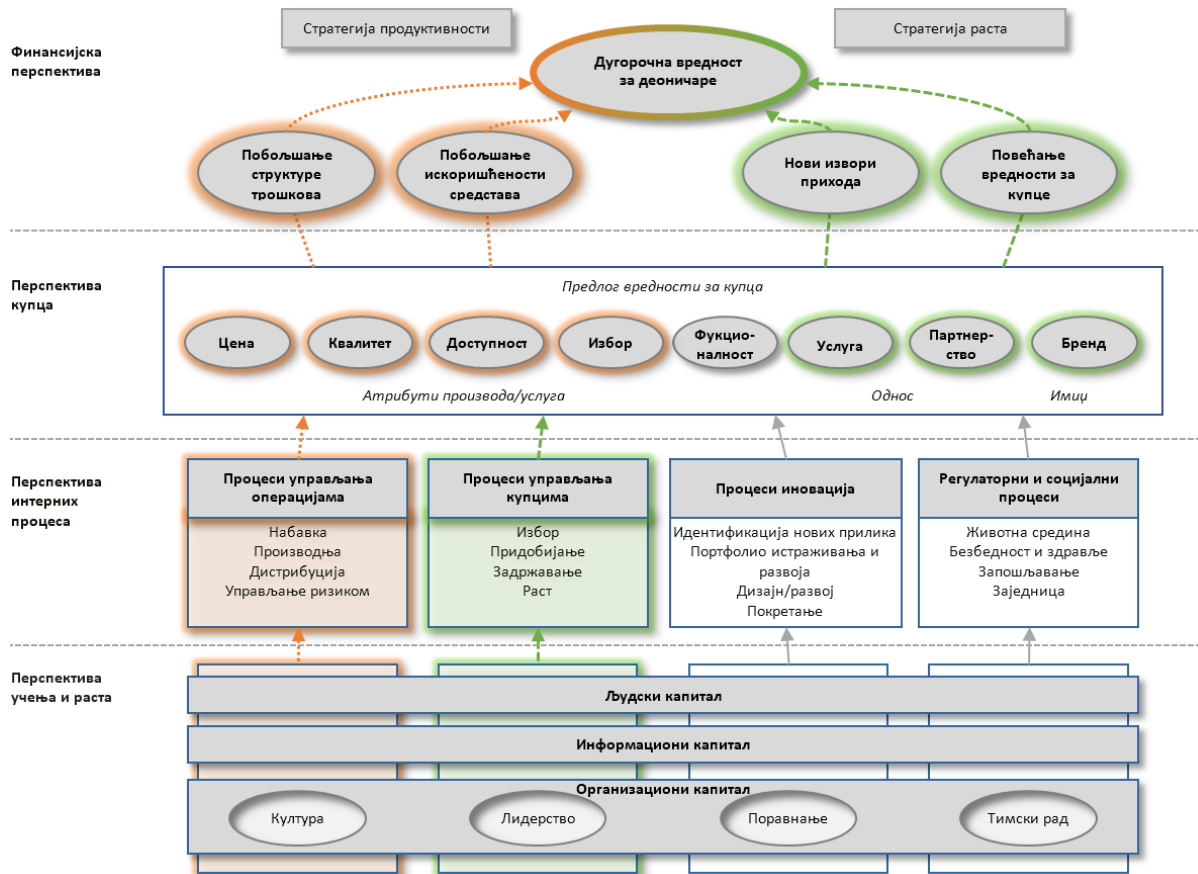 Стратегија продуктивности
Стратегија раста
Финансијска
перспектива
Дугорочна вредност
за деоничаре
Побољшање
структуре
трошкова
Побољшање
искоришћености
средстава
Нови извори
прихода
Повећање
вредности за
купце
Перспектива
купца
Предлог вредности за купца
Цена
Квалитет
Доступност
Избор
Фукцио-
налност
Услуга
Партнер-
ство
Бренд
Атрибути производа/услуга
Однос
Имиџ
Перспектива
интерних
процеса
Процеси управљања
операцијама
Набавка
Производња
Дистрибуција
Управљање ризиком
Процеси управљања
купцима
Избор
Придобијање
Задржавање
Раст
Процеси иновација
Идентификација нових прилика
Портфолио истраживања и
развоја
Дизајн/развој
Покретање
Регулаторни и социјални
процеси
Животна средина
Безбедност и здравље
Запошљавање
Заједница
Перспектива
учења и раста
Људски капитал
Информациони капитал
Организациони капитал
Култура
Лидерство
Поравнање
Тимски рад